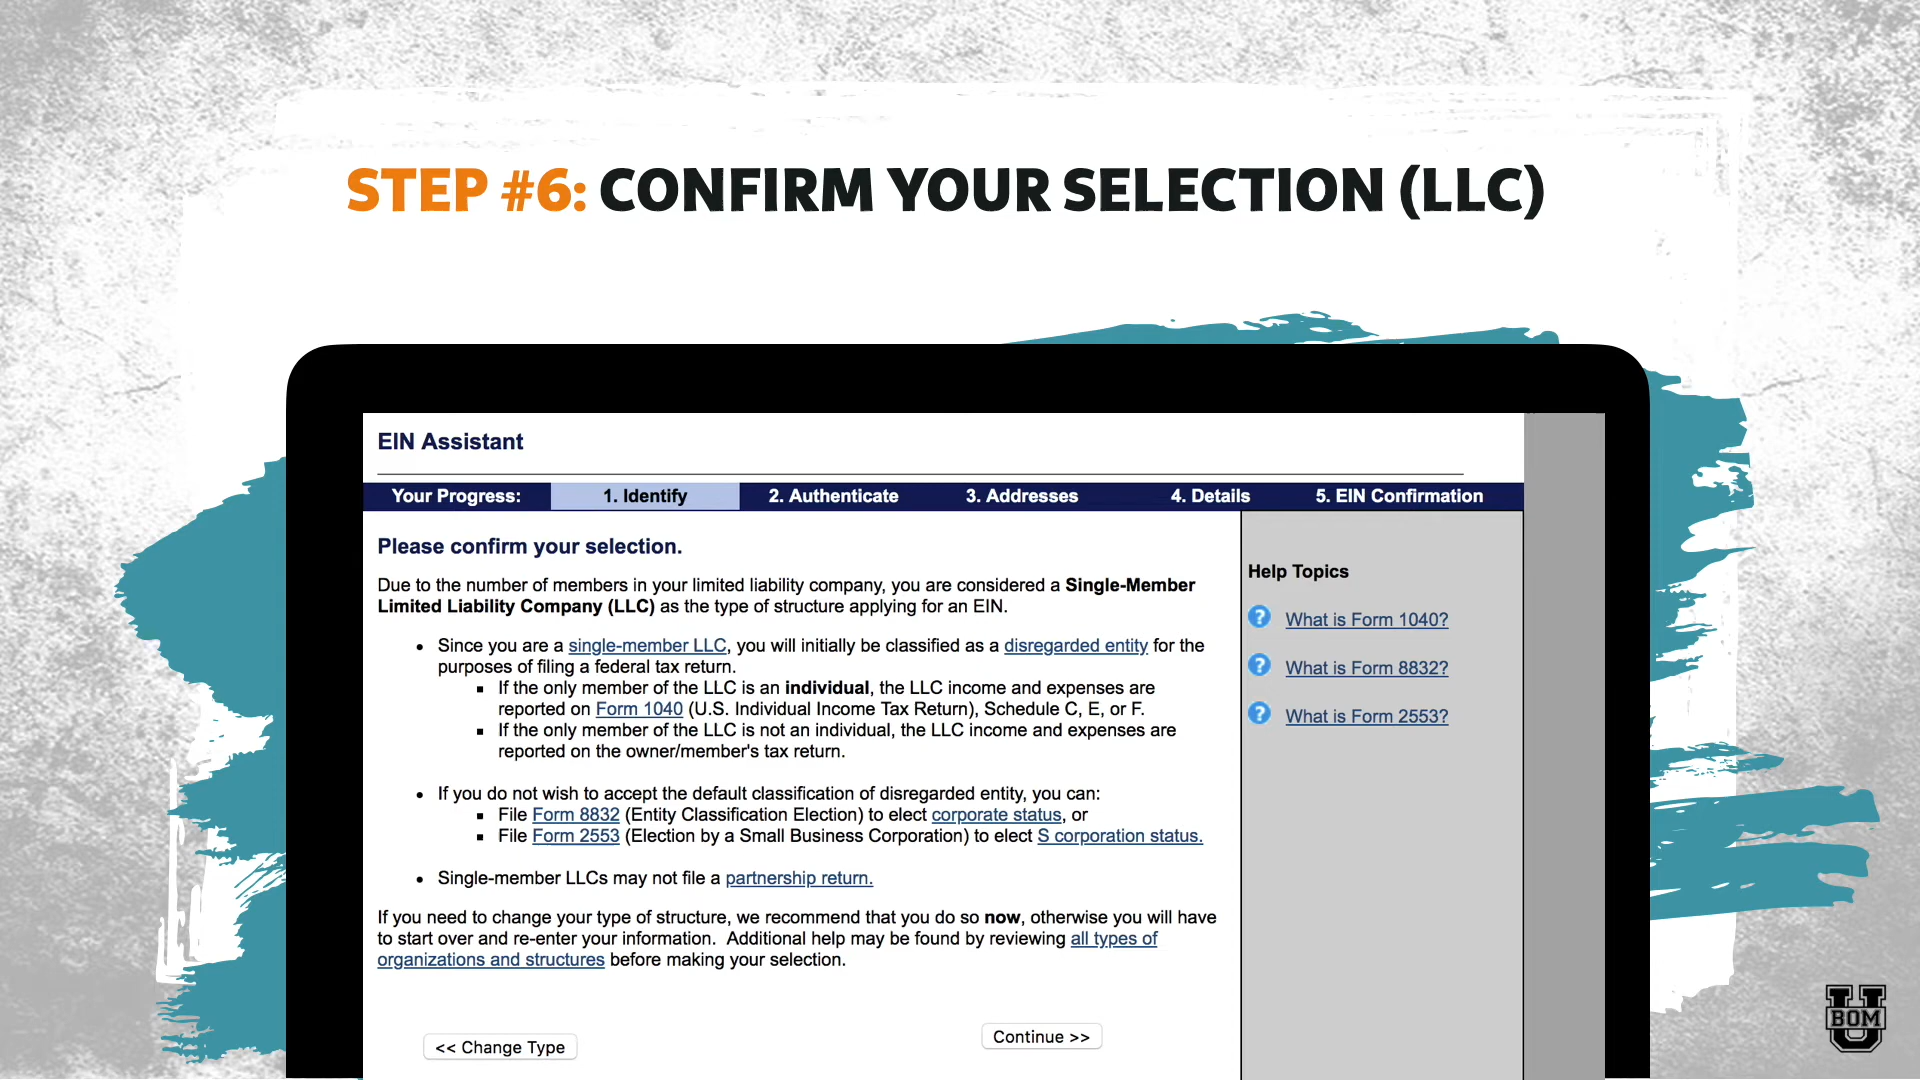 STEP #6: CONFIRM YOUR SELECTION (LLC)
EIN Assistant
Your Progress: 1. Identify 2. Authenticate 3. Addresses 4. Details 5. EIN Confirmation
Please confirm your selection.
Due to the number of members in your limited liability company, you are considered a Single-Member
Limited Liability Company (LLC) as the type of structure applying for an EIN.
• Since you are a single-member LLC, you will initially be classified as a disregarded entity for the
purposes of filing a federal tax return.
▪ If the only member of the LLC is an individual, the LLC income and expenses are
reported on Form 1040 (U.S. Individual Income Tax Return), Schedule C, E, or F.
▪ If the only member of the LLC is not an individual, the LLC income and expenses are
reported on the owner/member's tax return.
• If you do not wish to accept the default classification of disregarded entity, you can:
▪ File Form 8832 (Entity Classification Election) to elect corporate status, or
▪ File Form 2553 (Election by a Small Business Corporation) to elect S corporation status.
• Single-member LLCs may not file a partnership return.
If you need to change your type of structure, we recommend that you do so now, otherwise you will have
to start over and re-enter your information. Additional help may be found by reviewing all types of
organizations and structures before making your selection.
<< Change Type
Continue >>
Help Topics
? What is Form 1040?
? What is Form 8832?
? What is Form 2553?
U
BOM